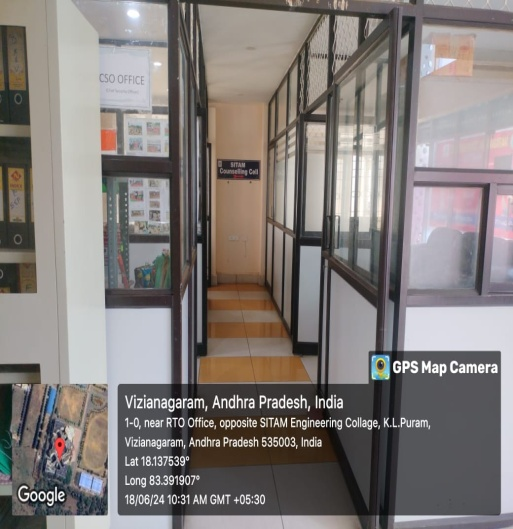 CSO OFFICE
SITAM
Counselling Cell
GPS Map Camera
Vizianagaram, Andhra Pradesh, India
1-0, near RTO Office, opposite SITAM Engineering Collage, K.L.Puram,
Vizianagaram, Andhra Pradesh 535003, India
Lat 18.137539°
Long 83.391907°
18/06/24 10:31 AM GMT +05:30
Google